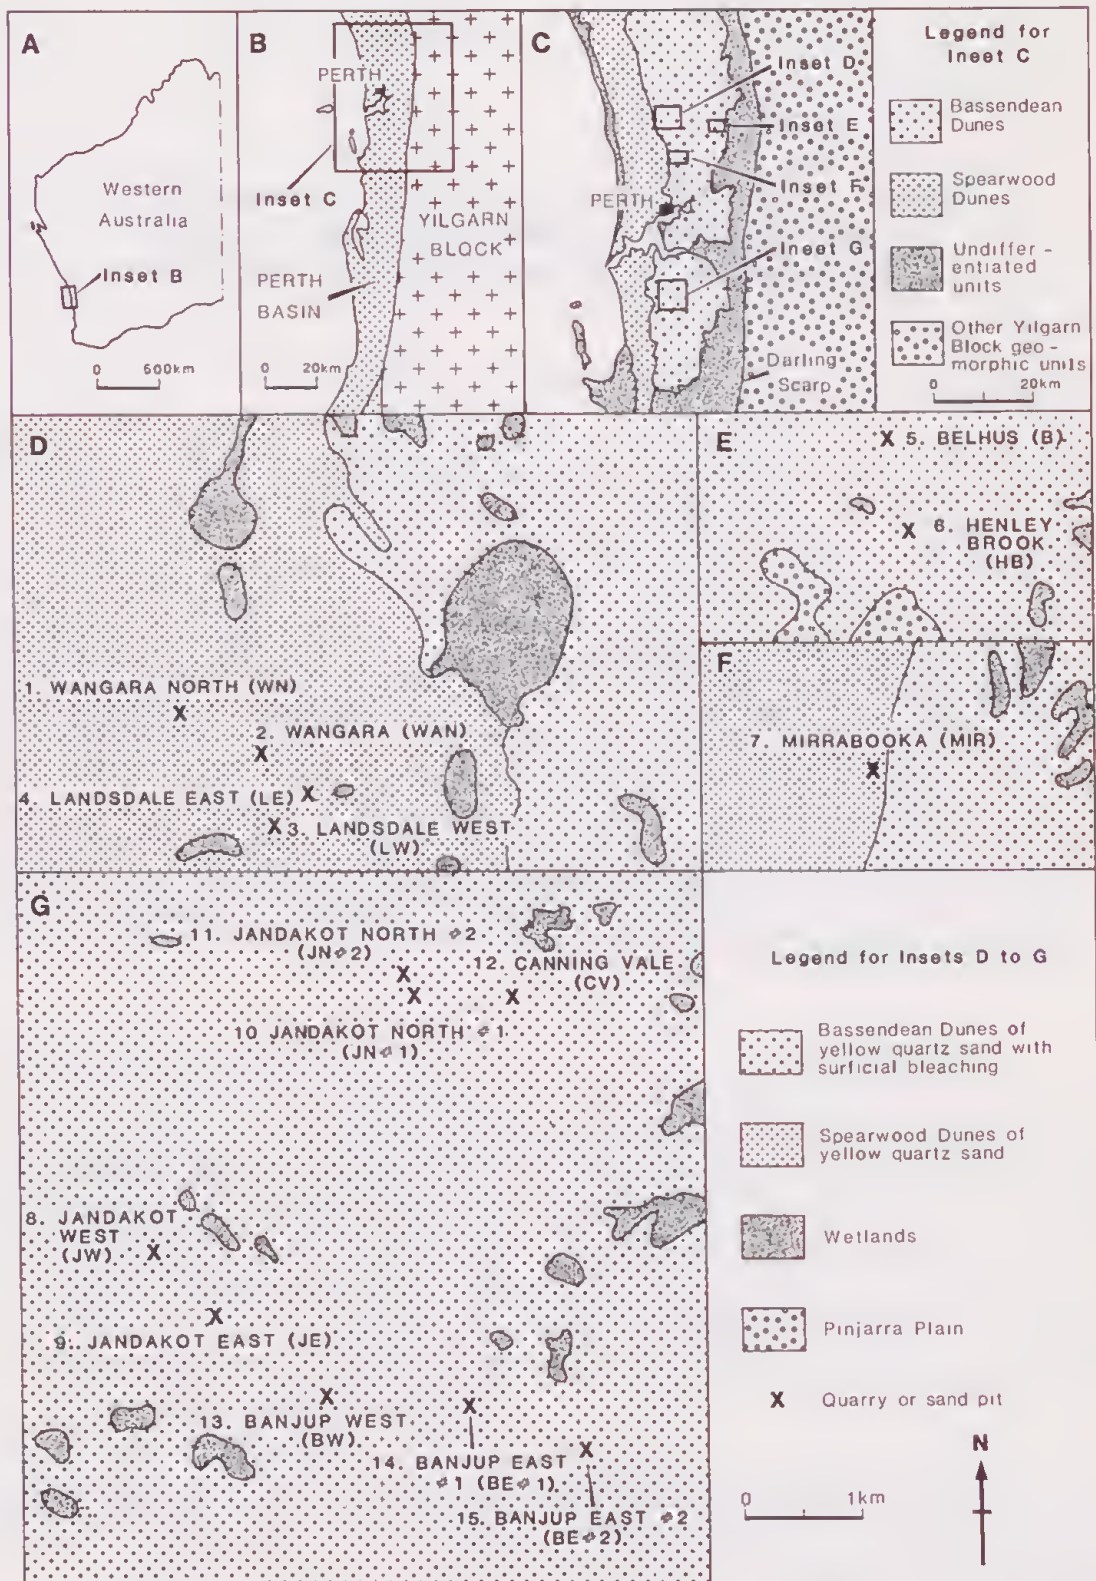 A
Western
Australia
Inset B
0 600km
B
PERTH
Inset C
YILGARN
BLOCK
PERTH
BASIN
0 20km
C
Inset D
Inset E
Inset F
PERTH
Inset G
Darling
Scarp
Legend for
Inset C
Bassendean
Dunes
Spearwood
Dunes
Undiffer-
entiated
units
Other Yilgarn
Block geo-
morphic units
0 20km
D
1. WANGARA NORTH (WN)
X
2. WANGARA (WAN)
X
4. LANDSDALE EAST (LE) X
X 3. LANDSDALE WEST
(LW)
E
X 5. BELHUS (B)
X 6. HENLEY
BROOK
(HB)
F
7. MIRRABOOKA (MIR)
X
G
11. JANDAKOT NORTH #2
(JN#2)
X
12. CANNING VALE
(CV)
X X
10 JANDAKOT NORTH #1
(JN#1)
8. JANDAKOT
WEST
(JW) X
X
9. JANDAKOT EAST (JE)
X
13. BANJUP WEST
(BW)
X
14. BANJUP EAST
#1 (BE#1)
X
15. BANJUP EAST #2
(BE#2)
Legend for Insets D to G
Bassendean Dunes of
yellow quartz sand with
surficial bleaching
Spearwood Dunes of
yellow quartz sand
Wetlands
Pinjarra Plain
X Quarry or sand pit
N
0 1km